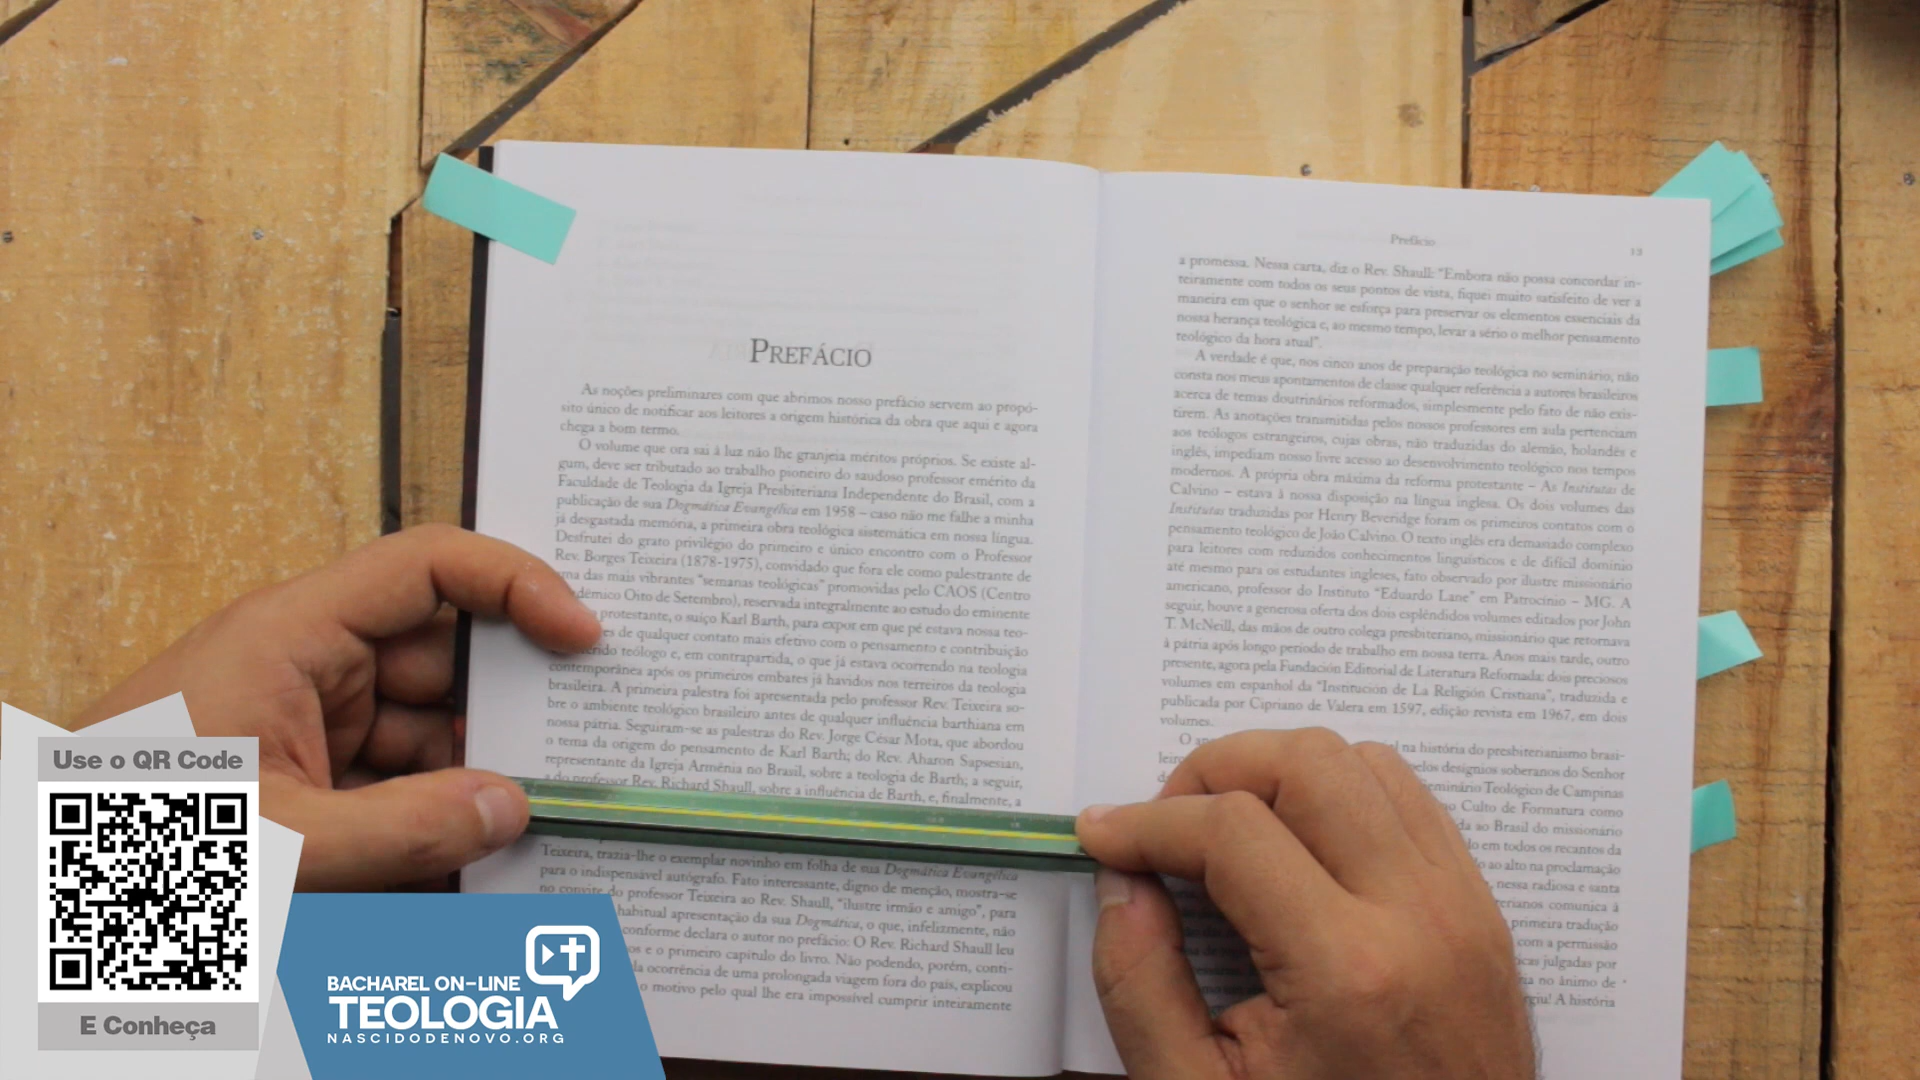 PREFÁCIO
As noções preliminares com que abrimos nosso prefácio servem ao propó-
sito único de notificar aos leitores a origem histórica da obra que aqui e agora
chega a bom termo.
O volume que ora sai à luz não lhe granjeia méritos próprios. Se existe al-
gum, deve ser tributado ao trabalho pioneiro do saudoso professor emérito da
Faculdade de Teologia da Igreja Presbiteriana Independente do Brasil, com a
publicação de sua Dogmática Evangélica em 1958 – caso não me falhe a minha
já desgastada memória, a primeira obra teológica sistemática em nossa língua.
Desfrutei do grato privilégio do primeiro e único encontro com o Professor
Rev. Borges Teixeira (1878-1975), convidado que fora ele como palestrante de
uma das mais vibrantes “semanas teológicas” promovidas pelo CAOS (Centro
Oito de Setembro), reservada integralmente ao estudo do eminente
protestante, o suíço Karl Barth, para expor em que pé estava nossa teo-
de qualquer contato mais efetivo com o pensamento e contribuição
teólogo e, em contrapartida, o que já estava ocorrendo na teologia
contemporânea após os primeiros embates já havidos nos terreiros da teologia
brasileira. A primeira palestra foi apresentada pelo professor Rev. Teixeira so-
bre o ambiente teológico brasileiro antes de qualquer influência barthiana em
nossa pátria. Seguiram-se as palestras do Rev. Jorge César Mota, que abordou
o tema da origem do pensamento de Karl Barth; do Rev. Aharon Sapsesian,
representante da Igreja Armênia no Brasil, sobre a teologia de Barth; a seguir,
a do professor Rev. Richard Shaull, sobre a influência de Barth, e, finalmente, a
Teixeira, trazia-lhe o exemplar novinho em folha de sua Dogmática Evangélica
para o indispensável autógrafo. Fato interessante, digno de menção, mostra-se
no convite do professor Teixeira ao Rev. Shaull, “ilustre irmão e amigo”, para
habitual apresentação da sua Dogmática, o que, infelizmente, não
conforme declara o autor no prefácio: O Rev. Richard Shaull leu
e o primeiro capítulo do livro. Não podendo, porém, conti-
ocorrência de uma prolongada viagem fora do país, explicou
o motivo pelo qual lhe era impossível cumprir inteiramente
Prefácio
13
a promessa. Nessa carta, diz o Rev. Shaull: “Embora não possa concordar in-
teiramente com todos os seus pontos de vista, fiquei muito satisfeito de ver a
maneira em que o senhor se esforça para preservar os elementos essenciais da
nossa herança teológica e, ao mesmo tempo, levar a sério o melhor pensamento
teológico da hora atual”.
A verdade é que, nos cinco anos de preparação teológica no seminário, não
consta nos meus apontamentos de classe qualquer referência a autores brasileiros
acerca de temas doutrinários reformados, simplesmente pelo fato de não exis-
tirem. As anotações transmitidas pelos nossos professores em aula pertenciam
aos teólogos estrangeiros, cujas obras, não traduzidas do alemão, holandês e
inglês, impediam nosso livre acesso ao desenvolvimento teológico nos tempos
modernos. A própria obra máxima da reforma protestante – As Institutas de
Calvino – estava à nossa disposição na língua inglesa. Os dois volumes das
Institutas traduzidas por Henry Beveridge foram os primeiros contatos com o
pensamento teológico de João Calvino. O texto inglês era demasiado complexo
para leitores com reduzidos conhecimentos linguísticos e de difícil domínio
até mesmo para os estudantes ingleses, fato observado por ilustre missionário
americano, professor do Instituto “Eduardo Lane” em Patrocínio – MG. A
seguir, houve a generosa oferta dos dois esplêndidos volumes editados por John
T. McNeill, das mãos de outro colega presbiteriano, missionário que retornava
à pátria após longo período de trabalho em nossa terra. Anos mais tarde, outro
presente, agora pela Fundación Editorial de Literatura Reformada: dois preciosos
volumes em espanhol da “Institución de La Religión Cristiana”, traduzida e
publicada por Cipriano de Valera em 1597, edição revista em 1967, em dois
volumes.
na história do presbiterianismo brasi-
pelos desígnios soberanos do Senhor
Seminário Teológico de Campinas
Culto de Formatura como
ao Brasil do missionário
em todos os recantos da
ao alto na proclamação
nessa radiosa e santa
comunica à
primeira tradução
com a permissão
julgadas por
no ânimo de
A história
Use o QR Code
E Conheça
BACHAREL ON-LINE
TEOLOGIA
NASCIDODENOVO.ORG